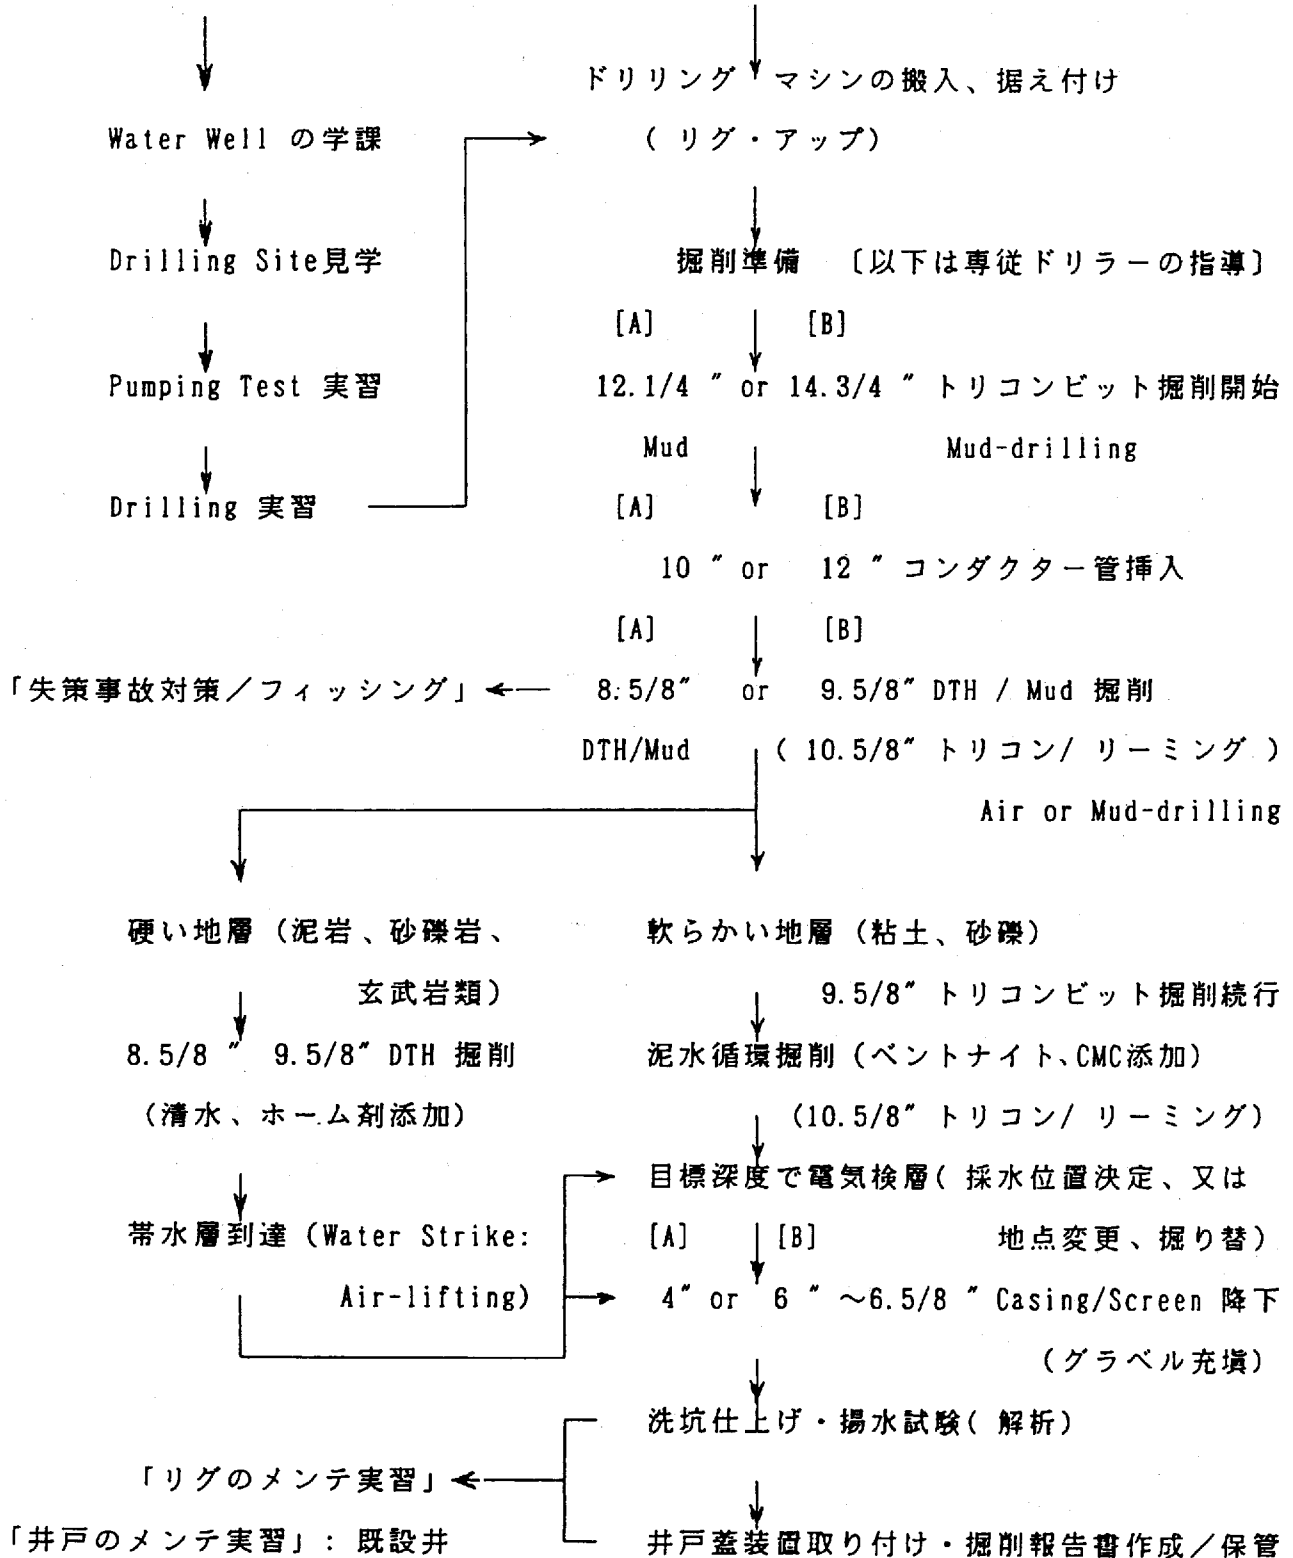 ドリリング マシンの搬入、据え付け
Water Well の学課
( リグ・アップ)
Drilling Site見学
掘削準備 〔以下は専従ドリラーの指導〕
[A] [B]
Pumping Test 実習
12.1/4 ″ or 14.3/4 ″ トリコンビット掘削開始
Mud Mud-drilling
Drilling 実習
[A] [B]
10 ″ or 12 ″ コンダクター管挿入
[A] [B]
「失策事故対策／フィッシング」
8.5/8″ or 9.5/8″ DTH / Mud 掘削
DTH/Mud ( 10.5/8″ トリコン/ リーミング )
Air or Mud-drilling
硬い地層 (泥岩、砂礫岩、
玄武岩類)
8.5/8 ″ 9.5/8″ DTH 掘削
(清水、ホーム剤添加)
帯水層到達 (Water Strike:
Air-lifting)
軟らかい地層 (粘土、砂礫)
9.5/8″ トリコンビット掘削続行
泥水循環掘削 (ベントナイト、CMC添加)
(10.5/8″ トリコン/ リーミング)
目標深度で電気検層( 採水位置決定、又は
[A] [B] 地点変更、掘り替)
4″ or 6 ″ ～6.5/8 ″ Casing/Screen 降下
(グラベル充塡)
洗坑仕上げ・揚水試験( 解析)
「リグのメンテ実習」
「井戸のメンテ実習」: 既設井
井戸蓋装置取り付け・掘削報告書作成／保管